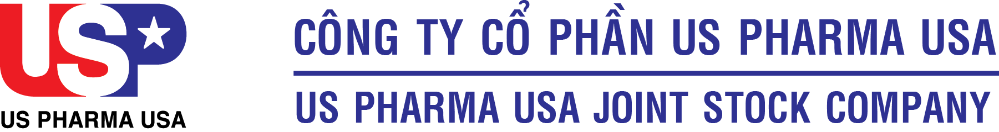 USP
US PHARMA USA
CÔNG TY CỔ PHẦN US PHARMA USA
US PHARMA USA JOINT STOCK COMPANY